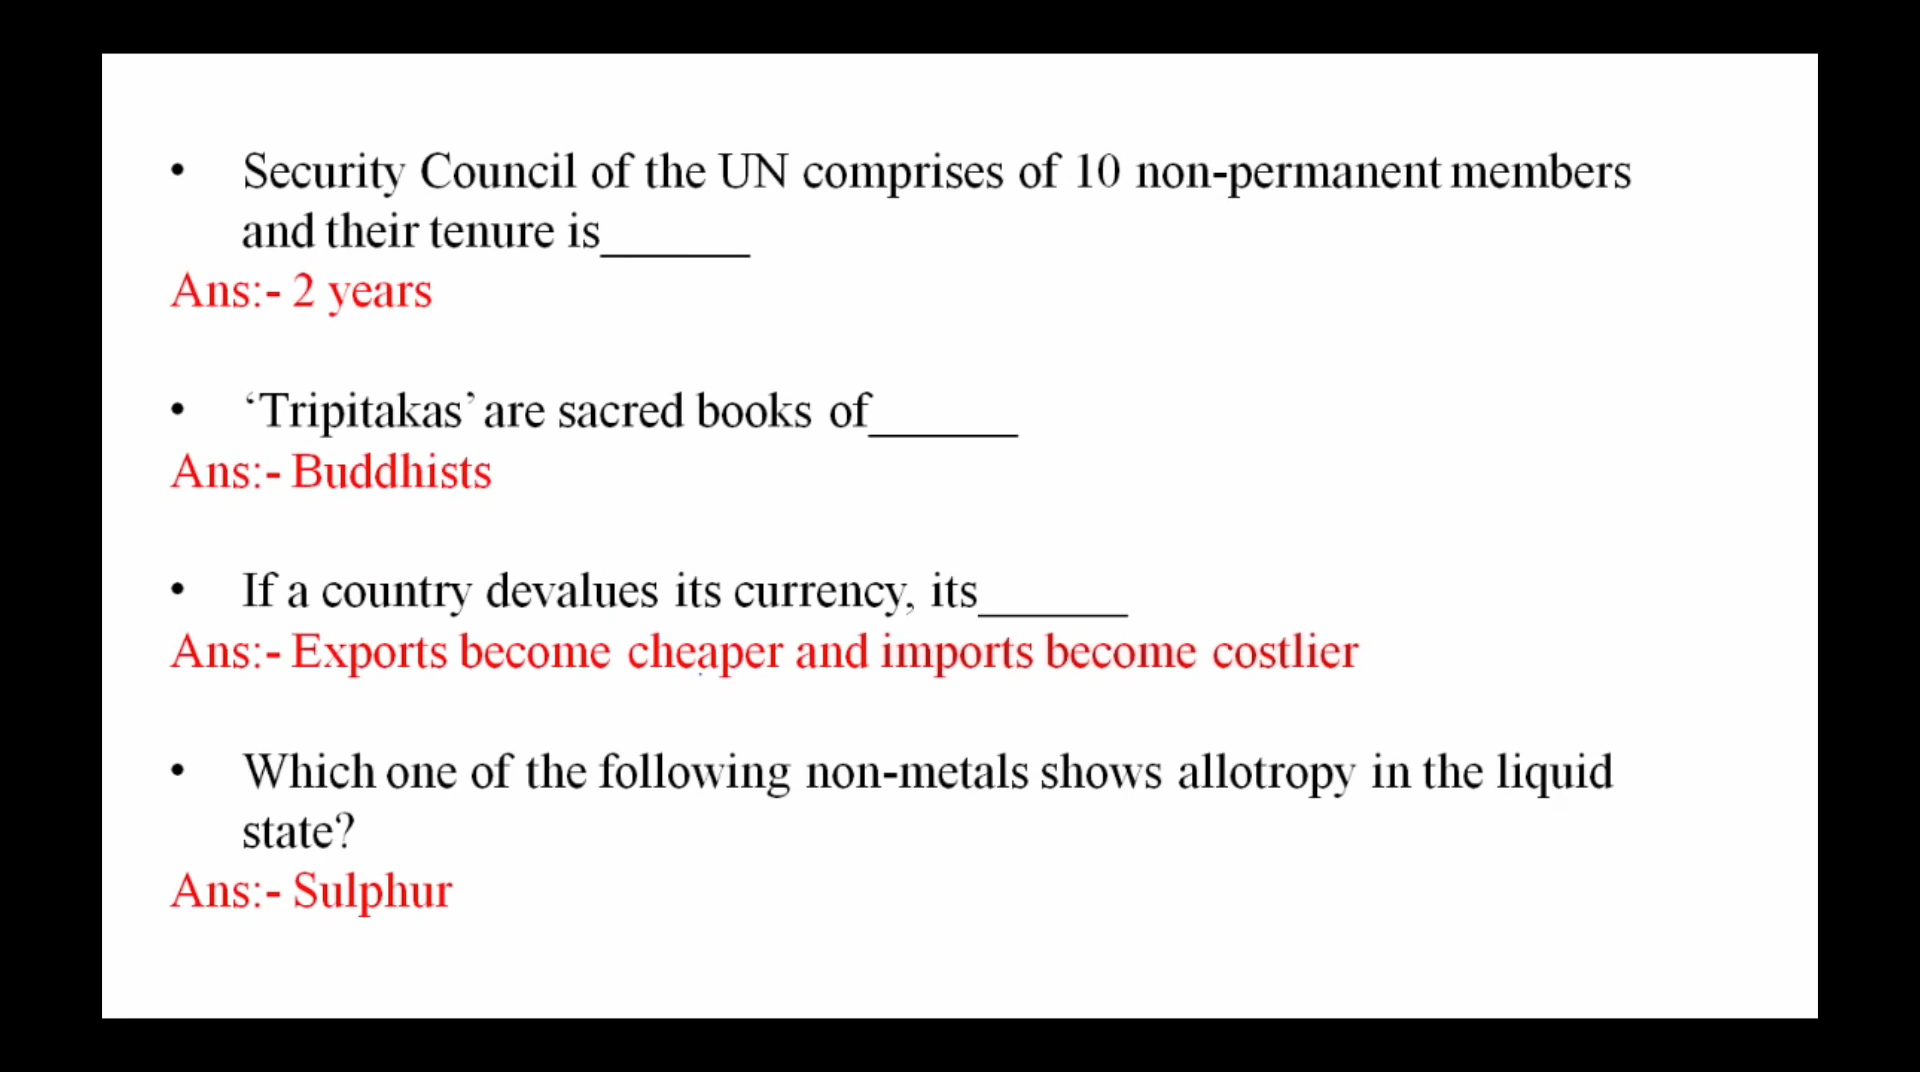 • Security Council of the UN comprises of 10 non-permanent members
and their tenure is______
Ans:- 2 years
• ‘Tripitakas’ are sacred books of______
Ans:- Buddhists
• If a country devalues its currency, its______
Ans:- Exports become cheaper and imports become costlier
• Which one of the following non-metals shows allotropy in the liquid
state?
Ans:- Sulphur